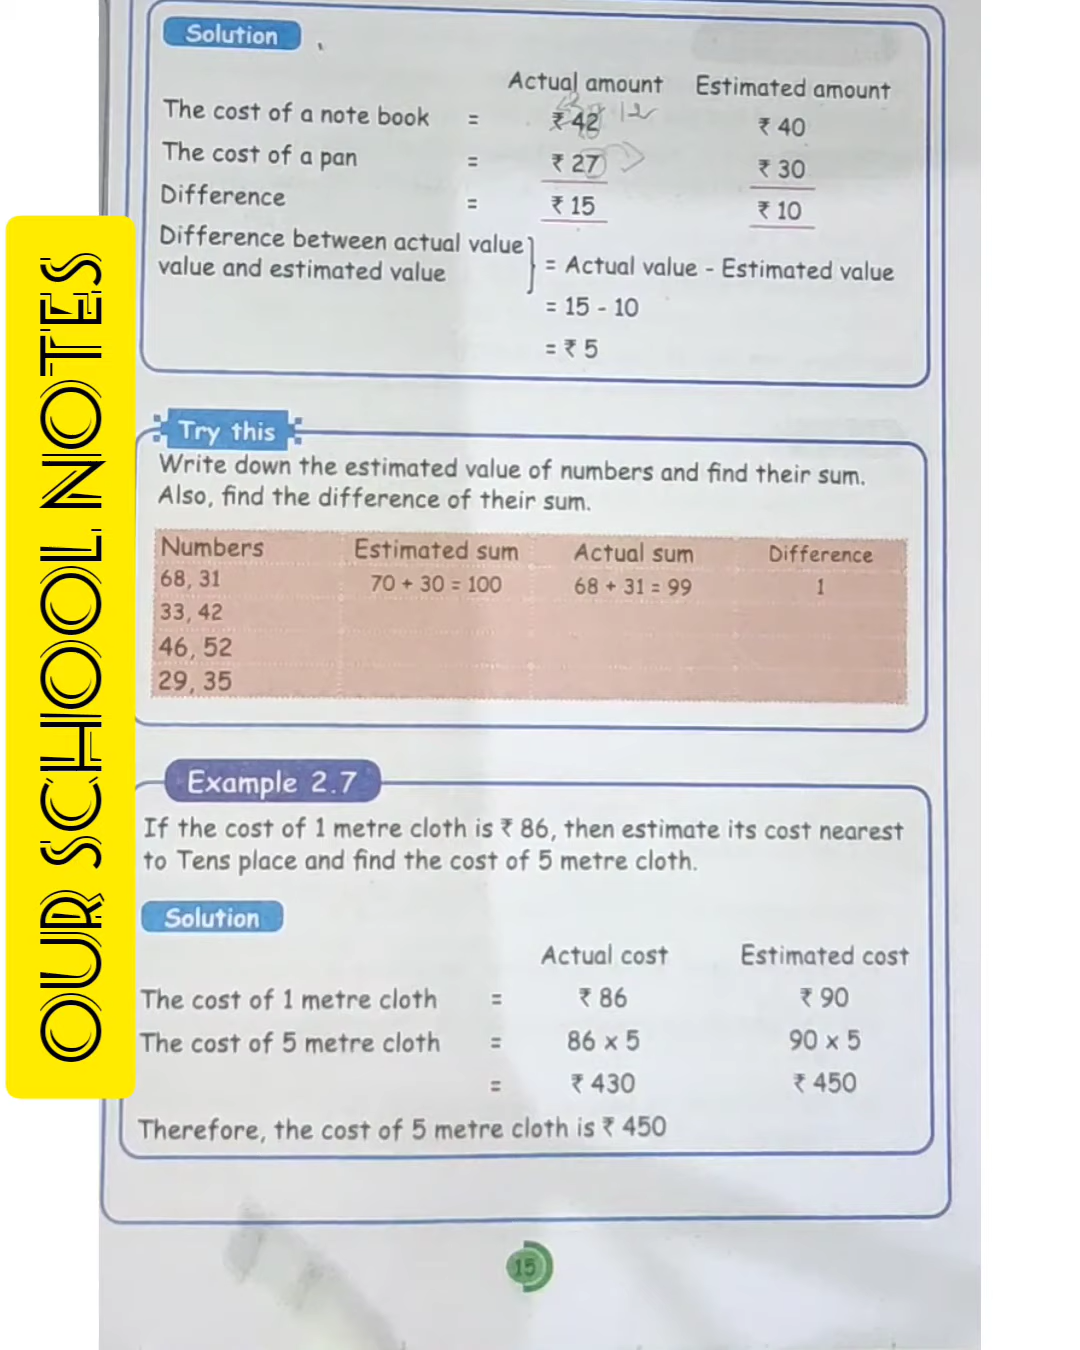 OUR SCHOOL NOTES
Solution
Actual amount Estimated amount
The cost of a note book = ₹ 42 ₹ 40
The cost of a pan = ₹ 27 ₹ 30
Difference = ₹ 15 ₹ 10
Difference between actual value
value and estimated value } = Actual value - Estimated value
= 15 - 10
= ₹ 5
Try this
Write down the estimated value of numbers and find their sum.
Also, find the difference of their sum.
Numbers Estimated sum Actual sum Difference
68, 31 70 + 30 = 100 68 + 31 = 99 1
33, 42
46, 52
29, 35
Example 2.7
If the cost of 1 metre cloth is ₹ 86, then estimate its cost nearest
to Tens place and find the cost of 5 metre cloth.
Solution
Actual cost Estimated cost
The cost of 1 metre cloth = ₹ 86 ₹ 90
The cost of 5 metre cloth = 86 x 5 90 x 5
= ₹ 430 ₹ 450
Therefore, the cost of 5 metre cloth is ₹ 450
15